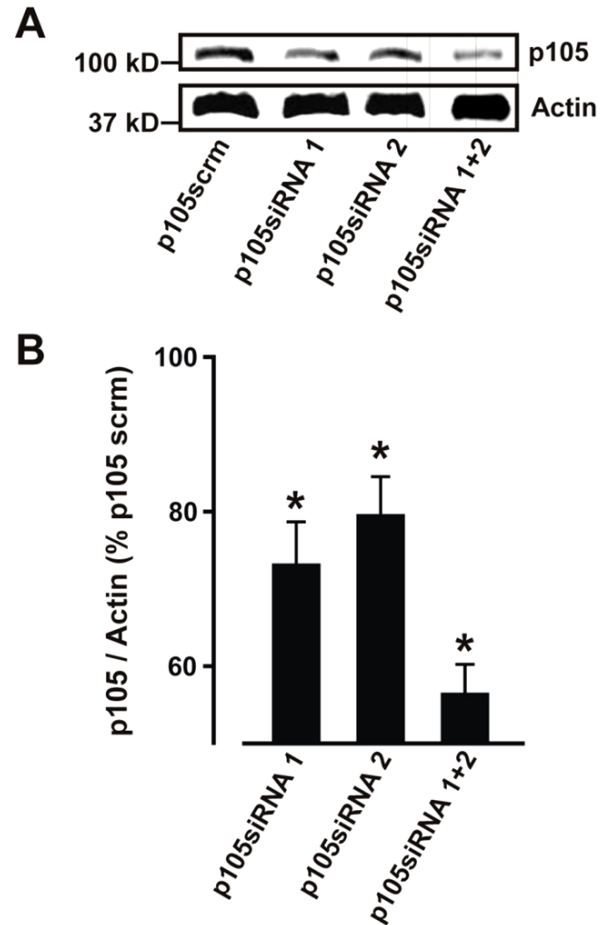 A
100 kD
p105
37 kD
Actin
p105scrm
p105siRNA 1
p105siRNA 2
p105siRNA 1+2
B
p105 / Actin (% p105 scrm)
100
80
60
*
*
*
p105siRNA 1
p105siRNA 2
p105siRNA 1+2